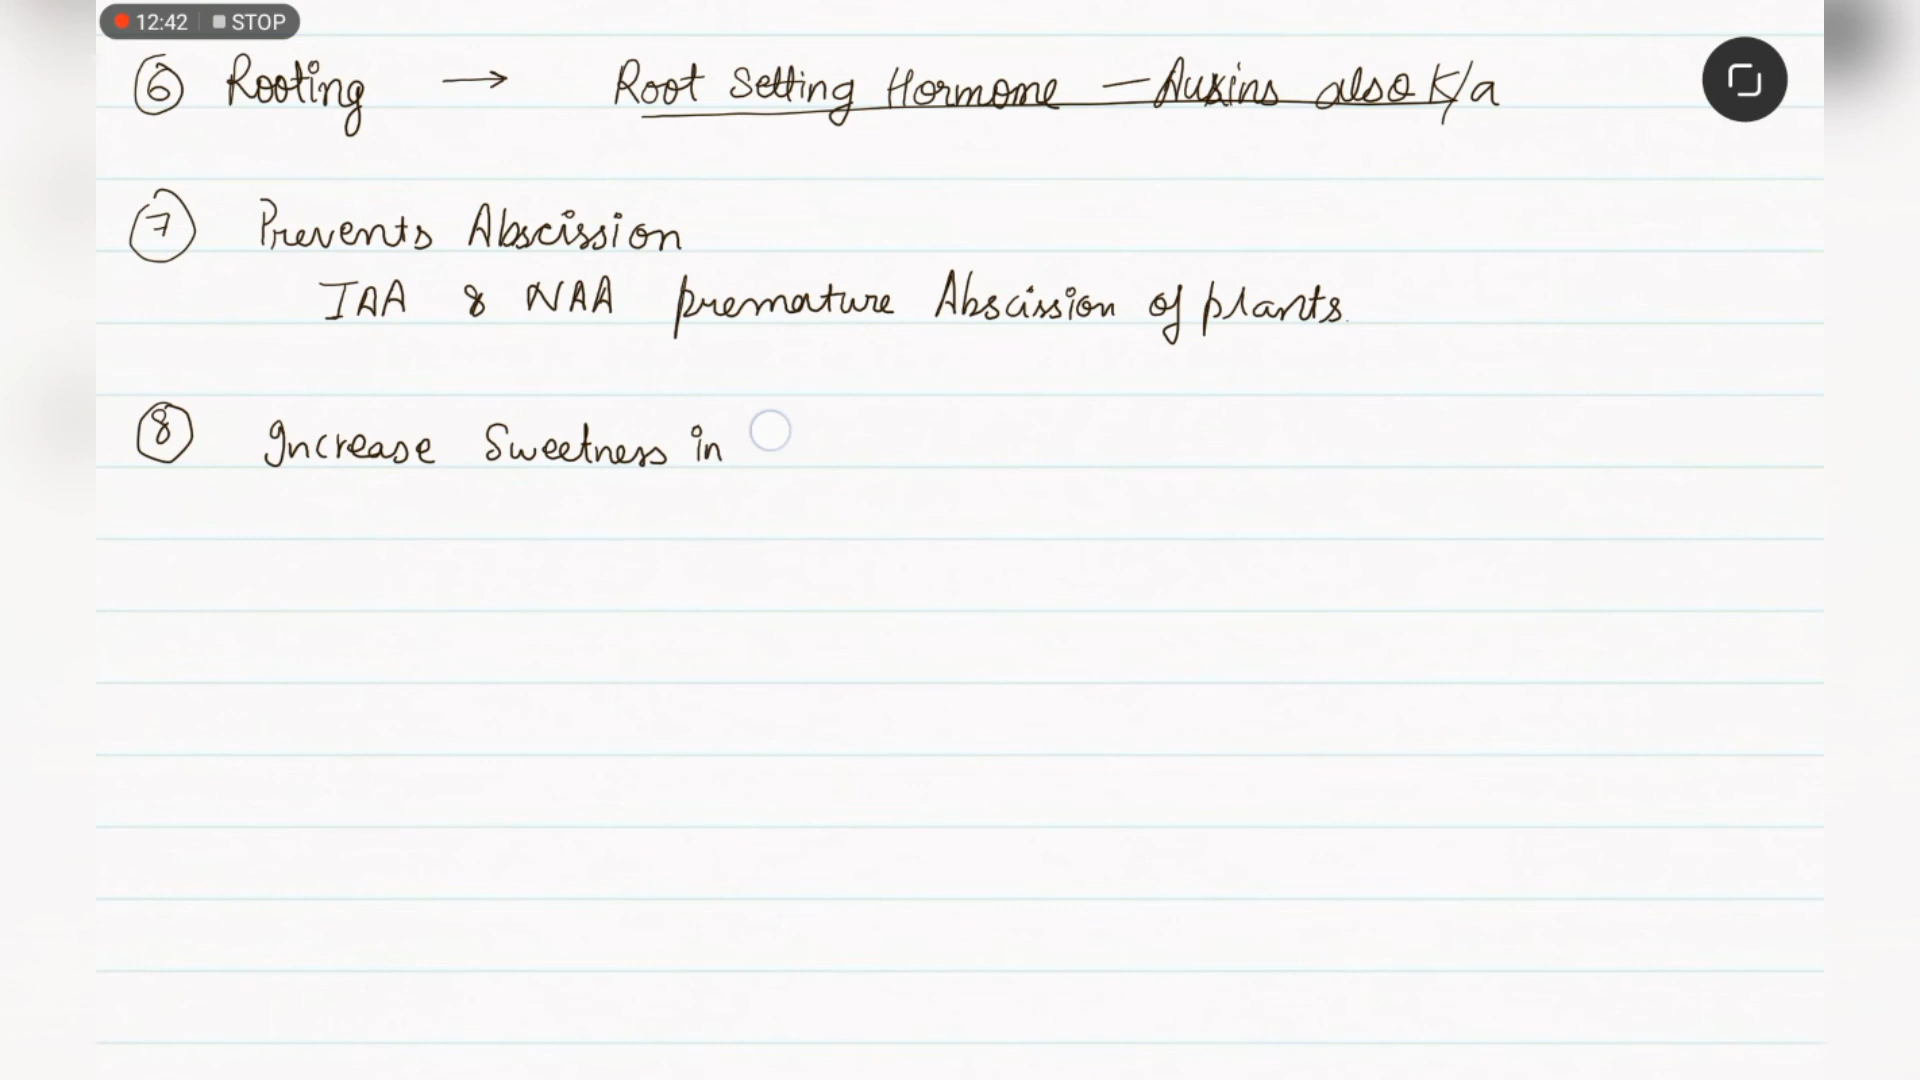 12:42 STOP
6 Rooting → Root Setting Hormone - Auxins also K/a
7 Prevents Abscission
IAA & NAA premature Abscission of plants.
8 Increase Sweetness in